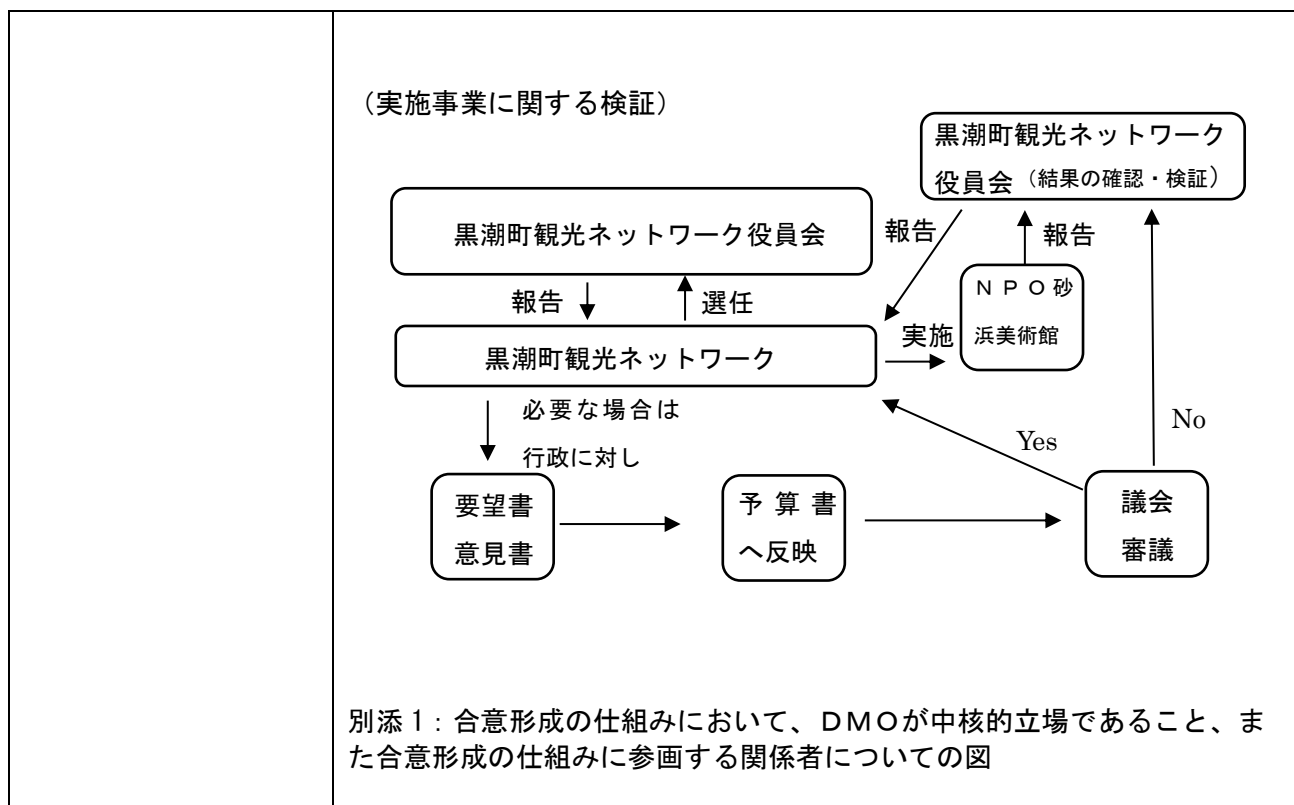 （実施事業に関する検証）
黒潮町観光ネットワーク
役員会（結果の確認・検証）
黒潮町観光ネットワーク役員会
報告
報告
報告
選任
ＮＰＯ砂
浜美術館
黒潮町観光ネットワーク
実施
必要な場合は
行政に対し
Yes
No
要望書
意見書
予算書
へ反映
議会
審議
別添１：合意形成の仕組みにおいて、ＤＭＯが中核的立場であること、ま
た合意形成の仕組みに参画する関係者についての図